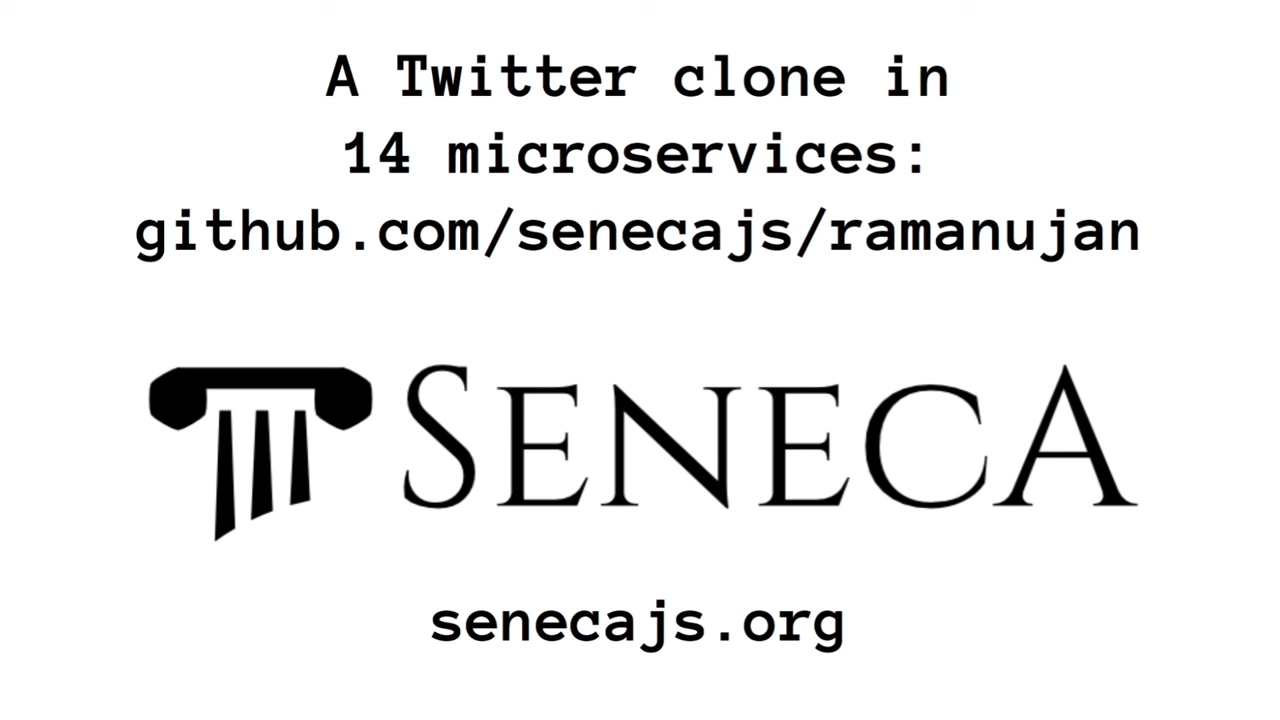 A Twitter clone in
14 microservices:
github.com/senecajs/ramanujan
SENECA
senecajs.org